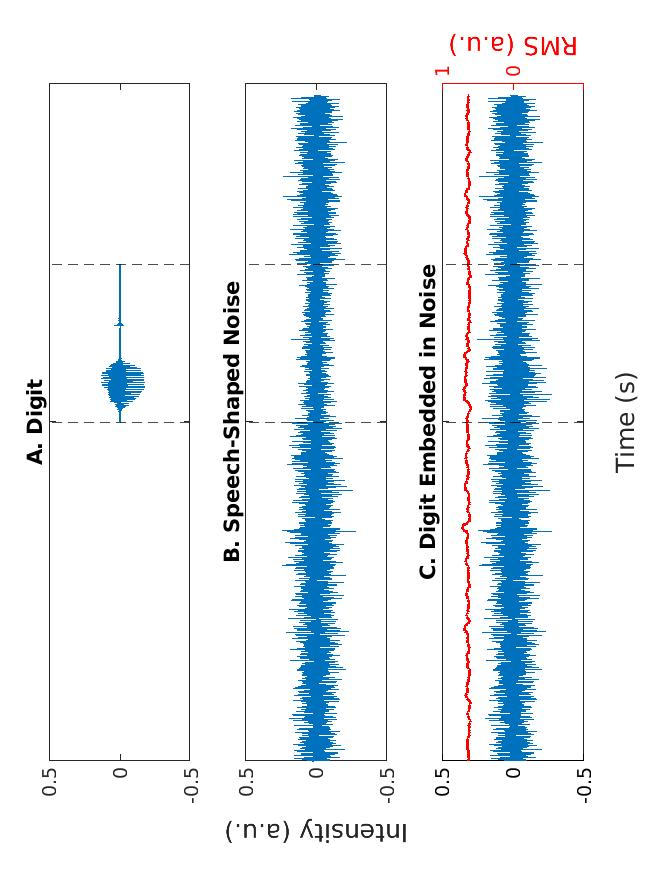 A. Digit
0.5
0
-0.5
B. Speech-Shaped Noise
0.5
0
-0.5
Intensity (a.u.)
C. Digit Embedded in Noise
0.5
0
-0.5
1
0
RMS (a.u.)
Time (s)